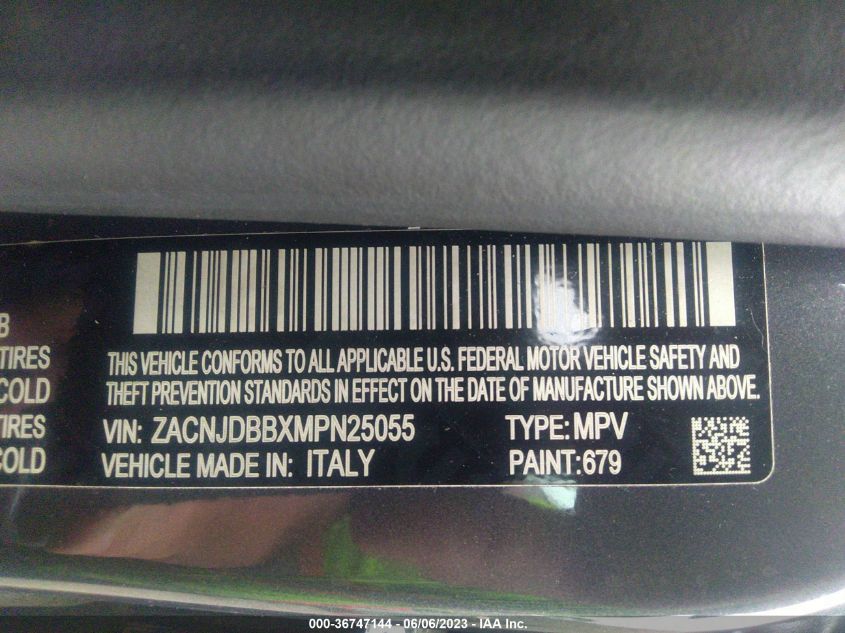 B
TIRES
COLD
TIRES
COLD
THIS VEHICLE CONFORMS TO ALL APPLICABLE U.S. FEDERAL MOTOR VEHICLE SAFETY AND
THEFT PREVENTION STANDARDS IN EFFECT ON THE DATE OF MANUFACTURE SHOWN ABOVE.
VIN: ZACNJDBBXMPN25055 TYPE: MPV
VEHICLE MADE IN: ITALY PAINT:679
000-36747144 - 06/06/2023 - © IAA Inc.